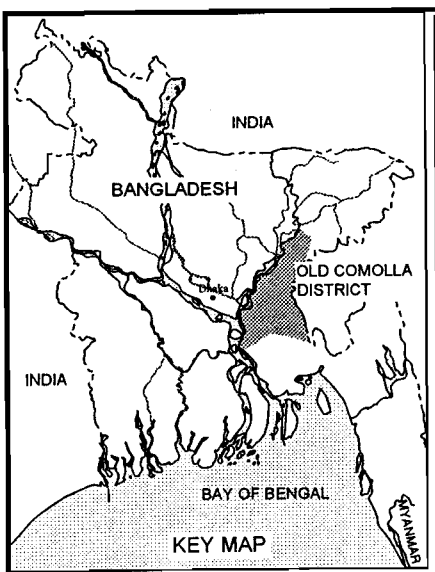 INDIA
BANGLADESH
OLD COMOLLA
DISTRICT
Dhaka
INDIA
BAY OF BENGAL
MYANMAR
KEY MAP